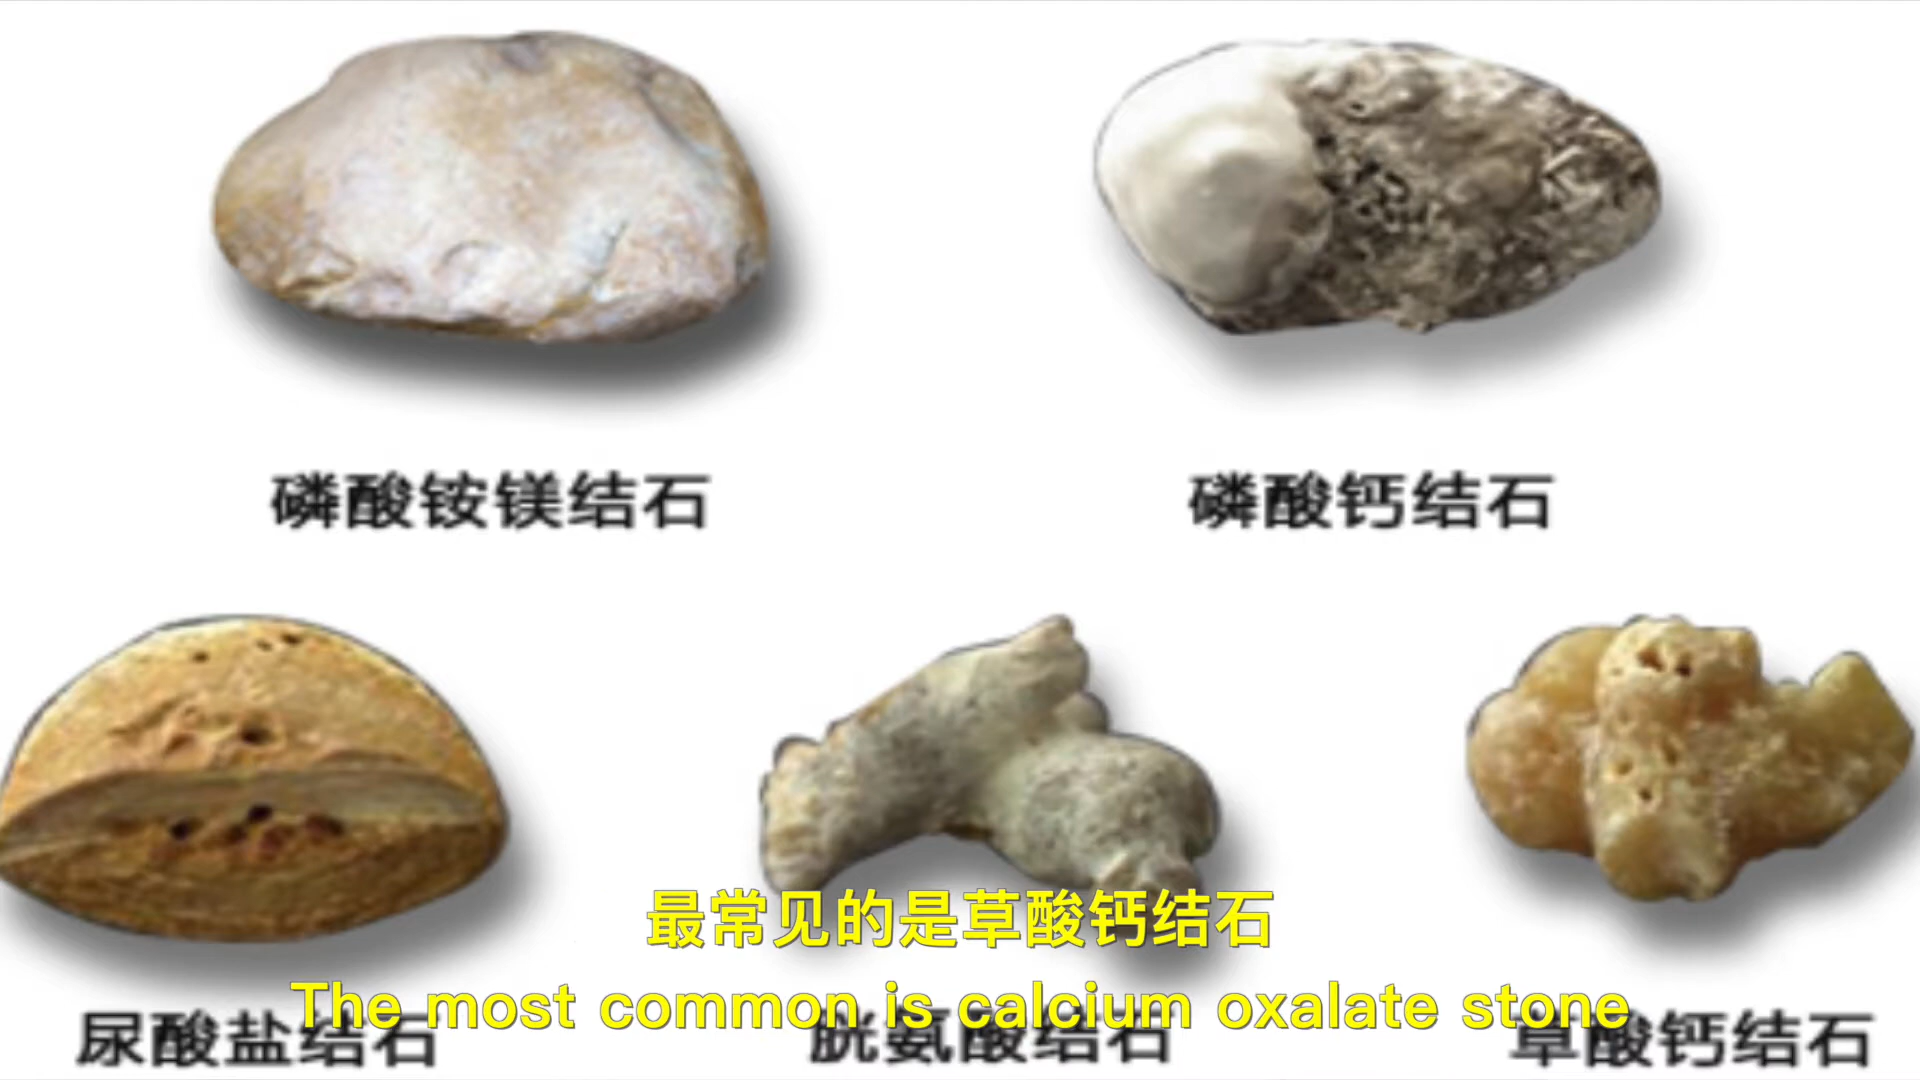 磷酸铵镁结石
磷酸钙结石
最常见的是草酸钙结石
The most common is calcium oxalate stone
尿酸盐结石
胱氨酸结石
草酸钙结石